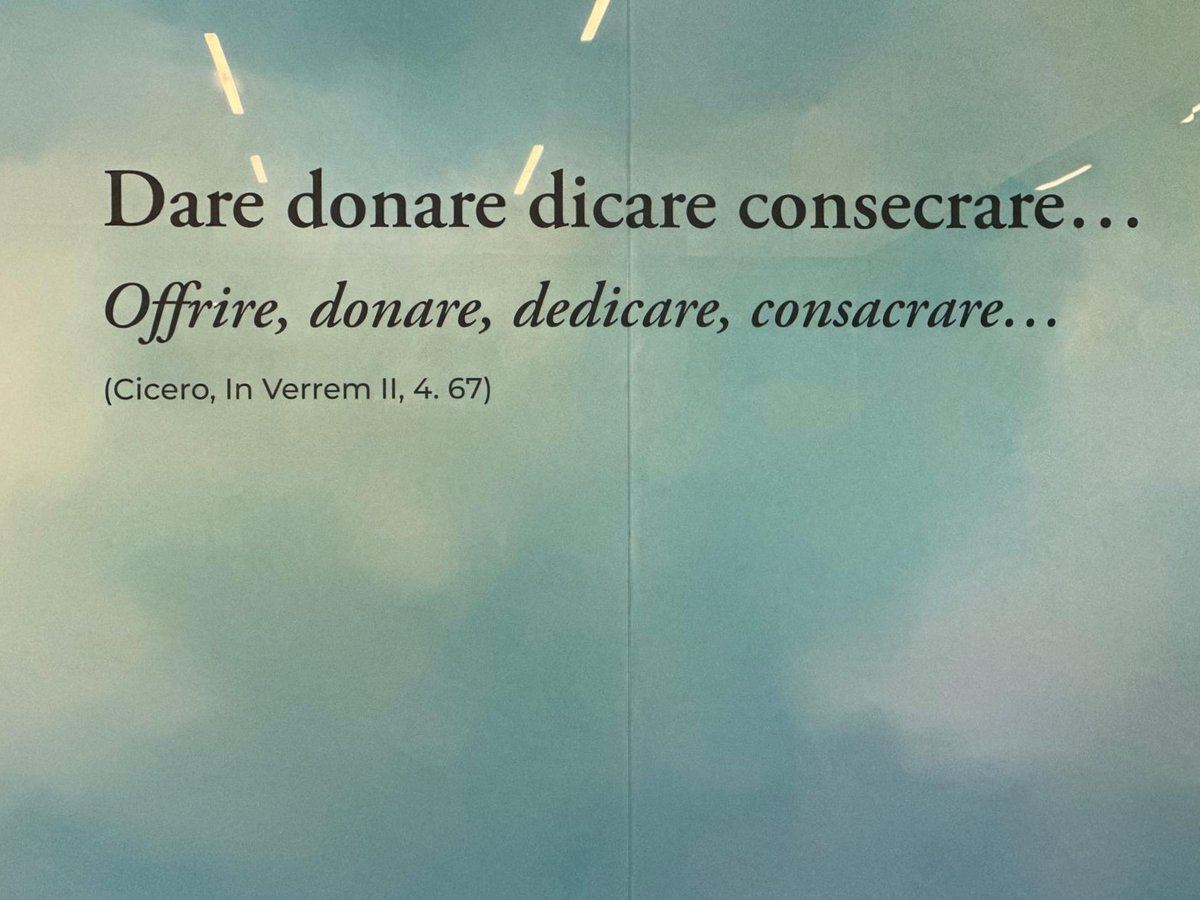 Dare donare dicare consecrare…
Offrire, donare, dedicare, consacrare…
(Cicero, In Verrem II, 4. 67)